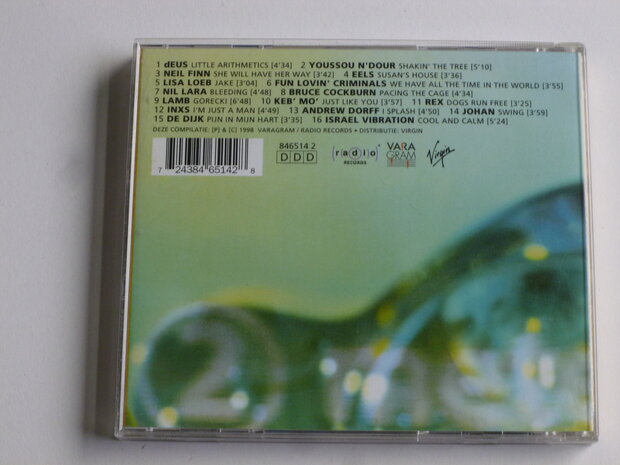 1 dEUS LITTLE ARITHMETICS [4'34] 2 YOUSSOU N'DOUR SHAKIN' THE TREE [5'10]
3 NEIL FINN SHE WILL HAVE HER WAY [3'42] 4 EELS SUSAN'S HOUSE [3'36]
5 LISA LOEB JAKE [3'04] 6 FUN LOVIN' CRIMINALS WE HAVE ALL THE TIME IN THE WORLD [3'55]
7 NIL LARA BLEEDING [4'48] 8 BRUCE COCKBURN PACING THE CAGE [4'34]
9 LAMB GORECKI [6'48] 10 KEB' MO' JUST LIKE YOU [3'57] 11 REX DOGS RUN FREE [3'25]
12 INXS I'M JUST A MAN [4'49] 13 ANDREW DORFF I SPLASH [4'50] 14 JOHAN SWING [3'59]
15 DE DIJK PIJN IN MIJN HART [3'35] 16 ISRAEL VIBRATION COOL AND CALM [5'24]
DEZE COMPILATIE: [P] & [C] 1998 VARAGRAM / RADIO RECORDS • DISTRIBUTIE: VIRGIN
7 24384 65142 8
846514 2
DDD
radio
RECORDS
VARA
GRAM
Virgin
2